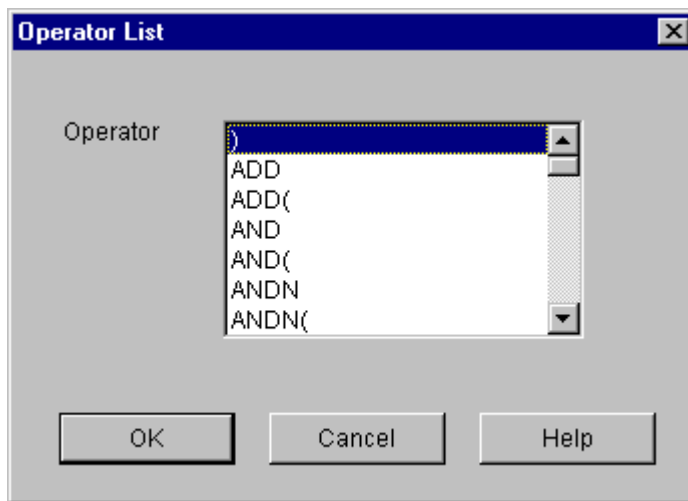 Operator List
Operator
)
ADD
ADD(
AND
AND(
ANDN
ANDN(
OK
Cancel
Help